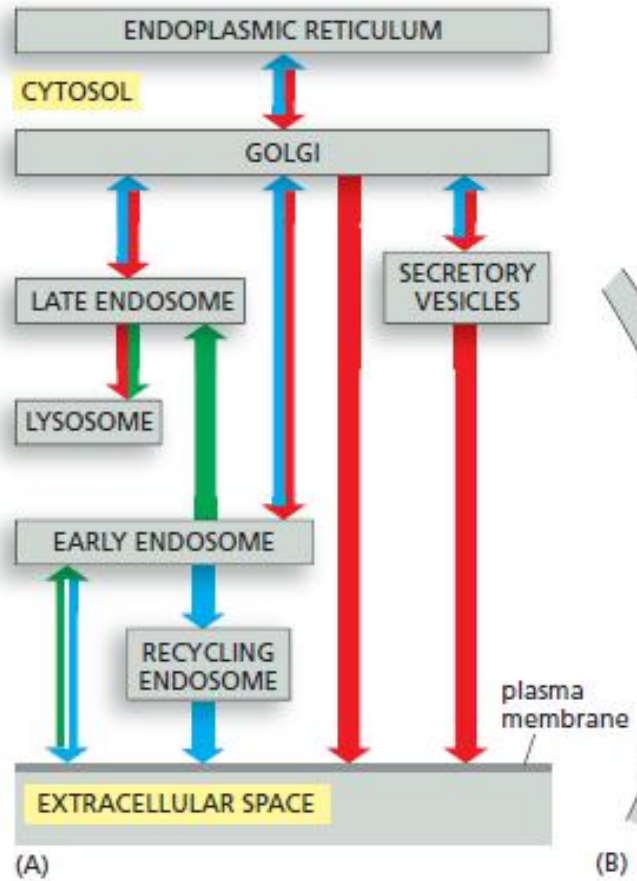 ENDOPLASMIC RETICULUM
CYTOSOL
GOLGI
LATE ENDOSOME
SECRETORY
VESICLES
LYSOSOME
EARLY ENDOSOME
RECYCLING
ENDOSOME
plasma
membrane
EXTRACELLULAR SPACE
(A)
(B)